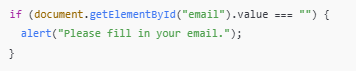 if (document.getElementById("email").value === "") {
  alert("Please fill in your email.");
}